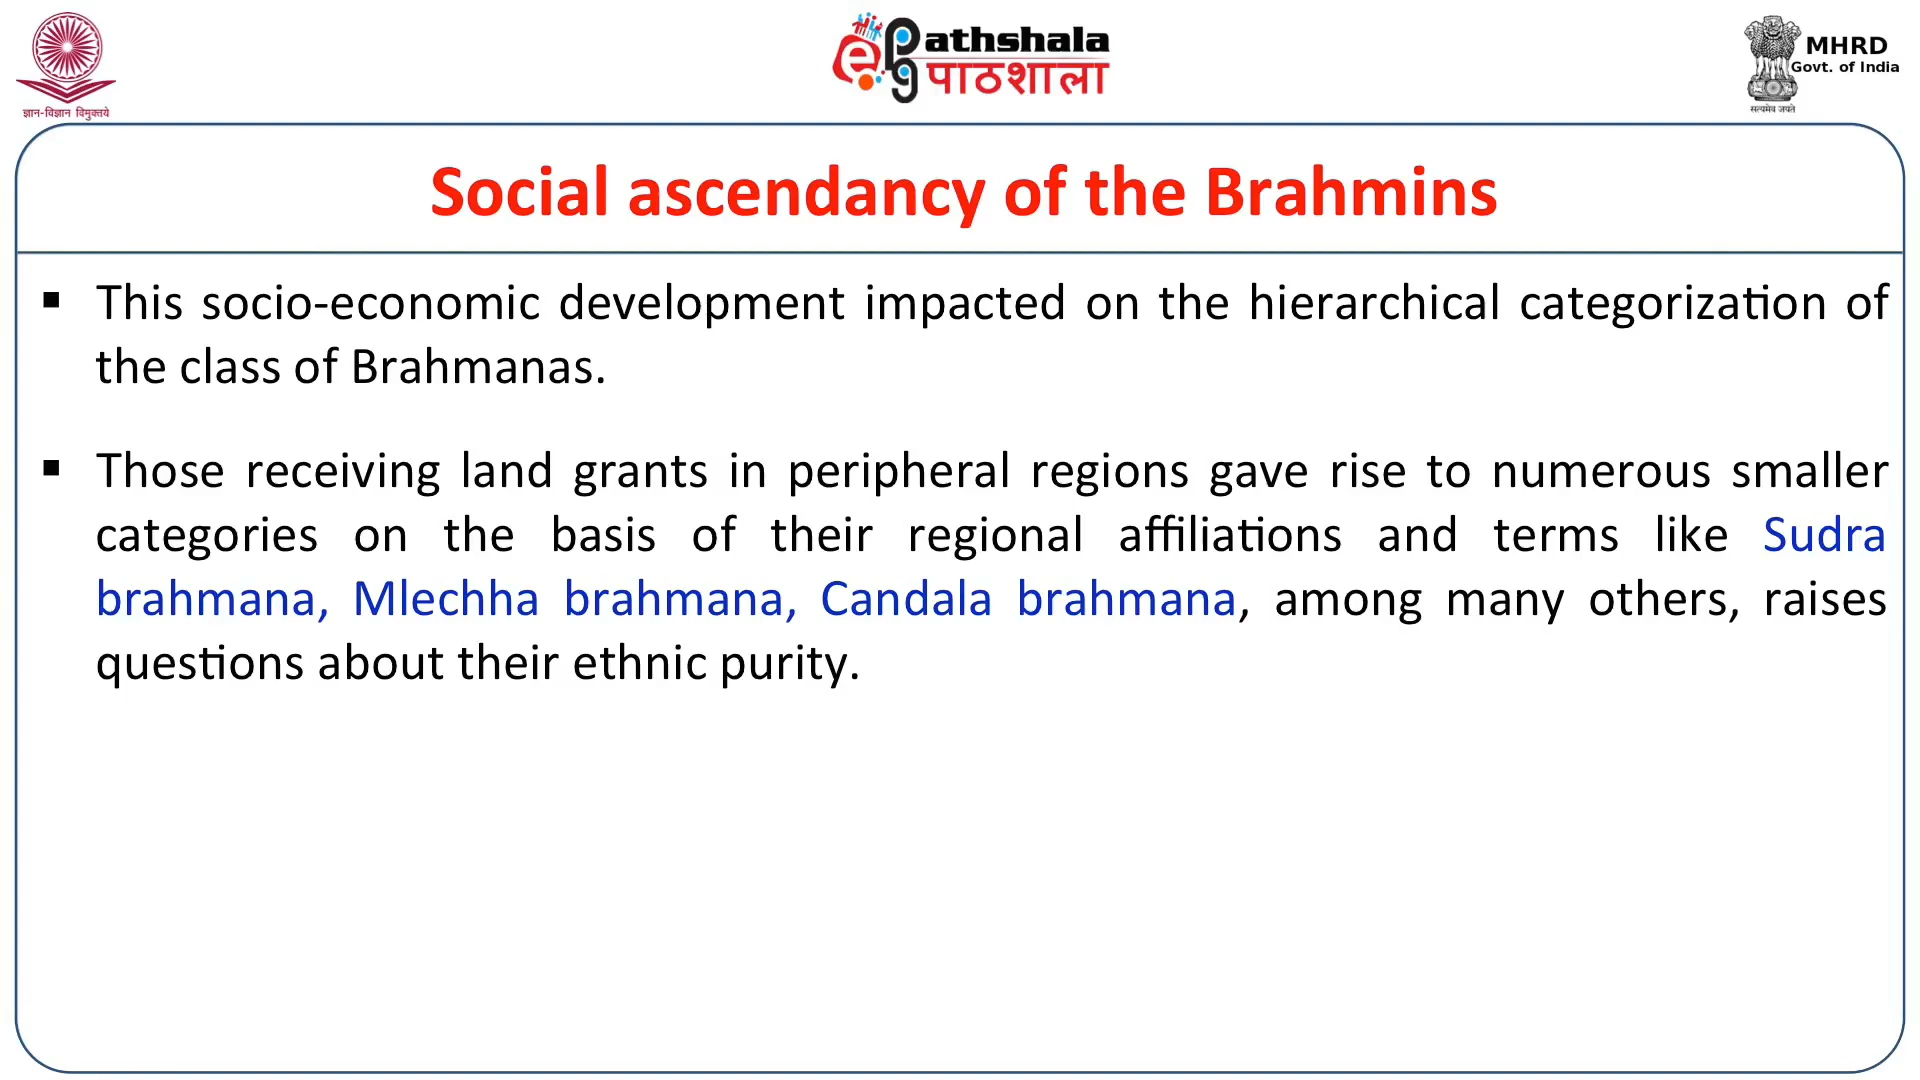 ज्ञान-विज्ञान विमुक्तये
ePG Pathshala
पाठशाला
MHRD
Govt. of India
सत्यमेव जयते
Social ascendancy of the Brahmins
▪ This socio-economic development impacted on the hierarchical categorization of
the class of Brahmanas.
▪ Those receiving land grants in peripheral regions gave rise to numerous smaller
categories on the basis of their regional affiliations and terms like Sudra
brahmana, Mlechha brahmana, Candala brahmana, among many others, raises
questions about their ethnic purity.